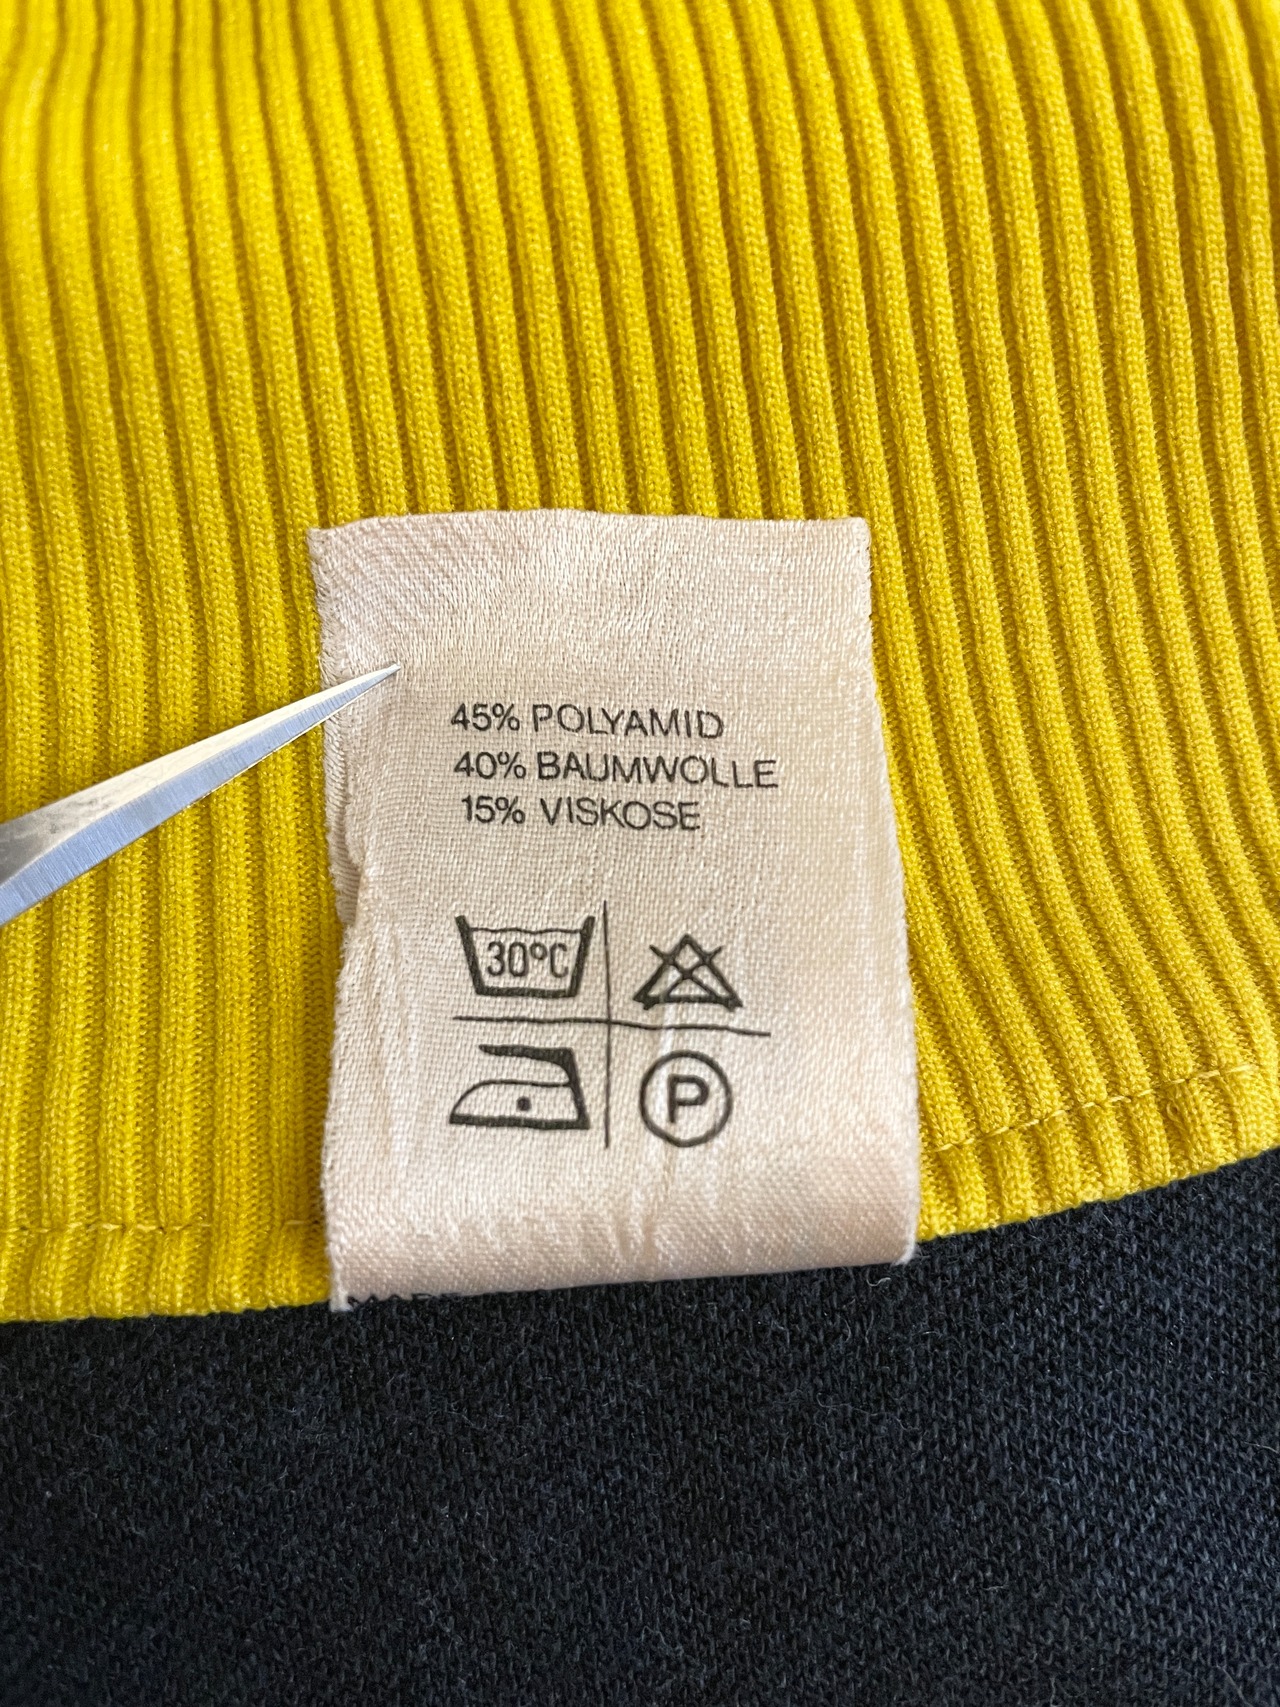 45% POLYAMID
40% BAUMWOLLE
15% VISKOSE
30°C
P